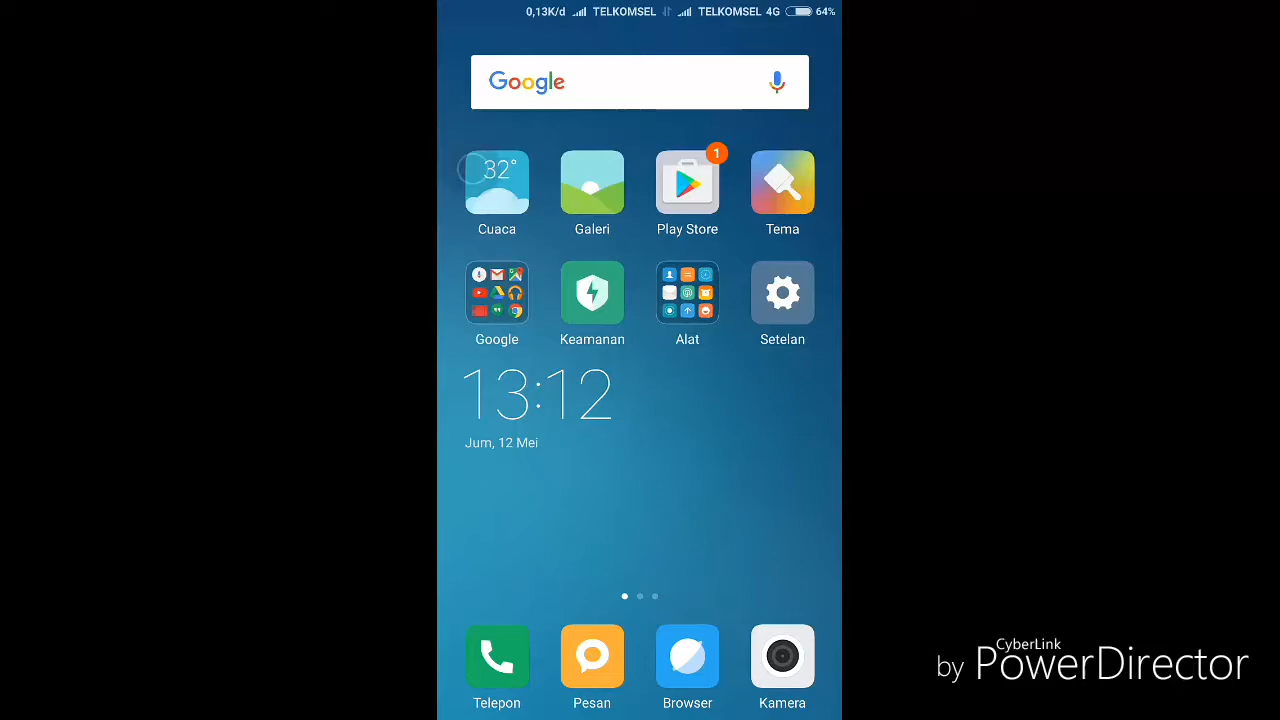 0,13K/d TELKOMSEL TELKOMSEL 4G 64%
Google
32°
1
Cuaca Galeri Play Store Tema
Google Keamanan Alat Setelan
13:12
Jum, 12 Mei
Telepon Pesan Browser Kamera
CyberLink
by PowerDirector